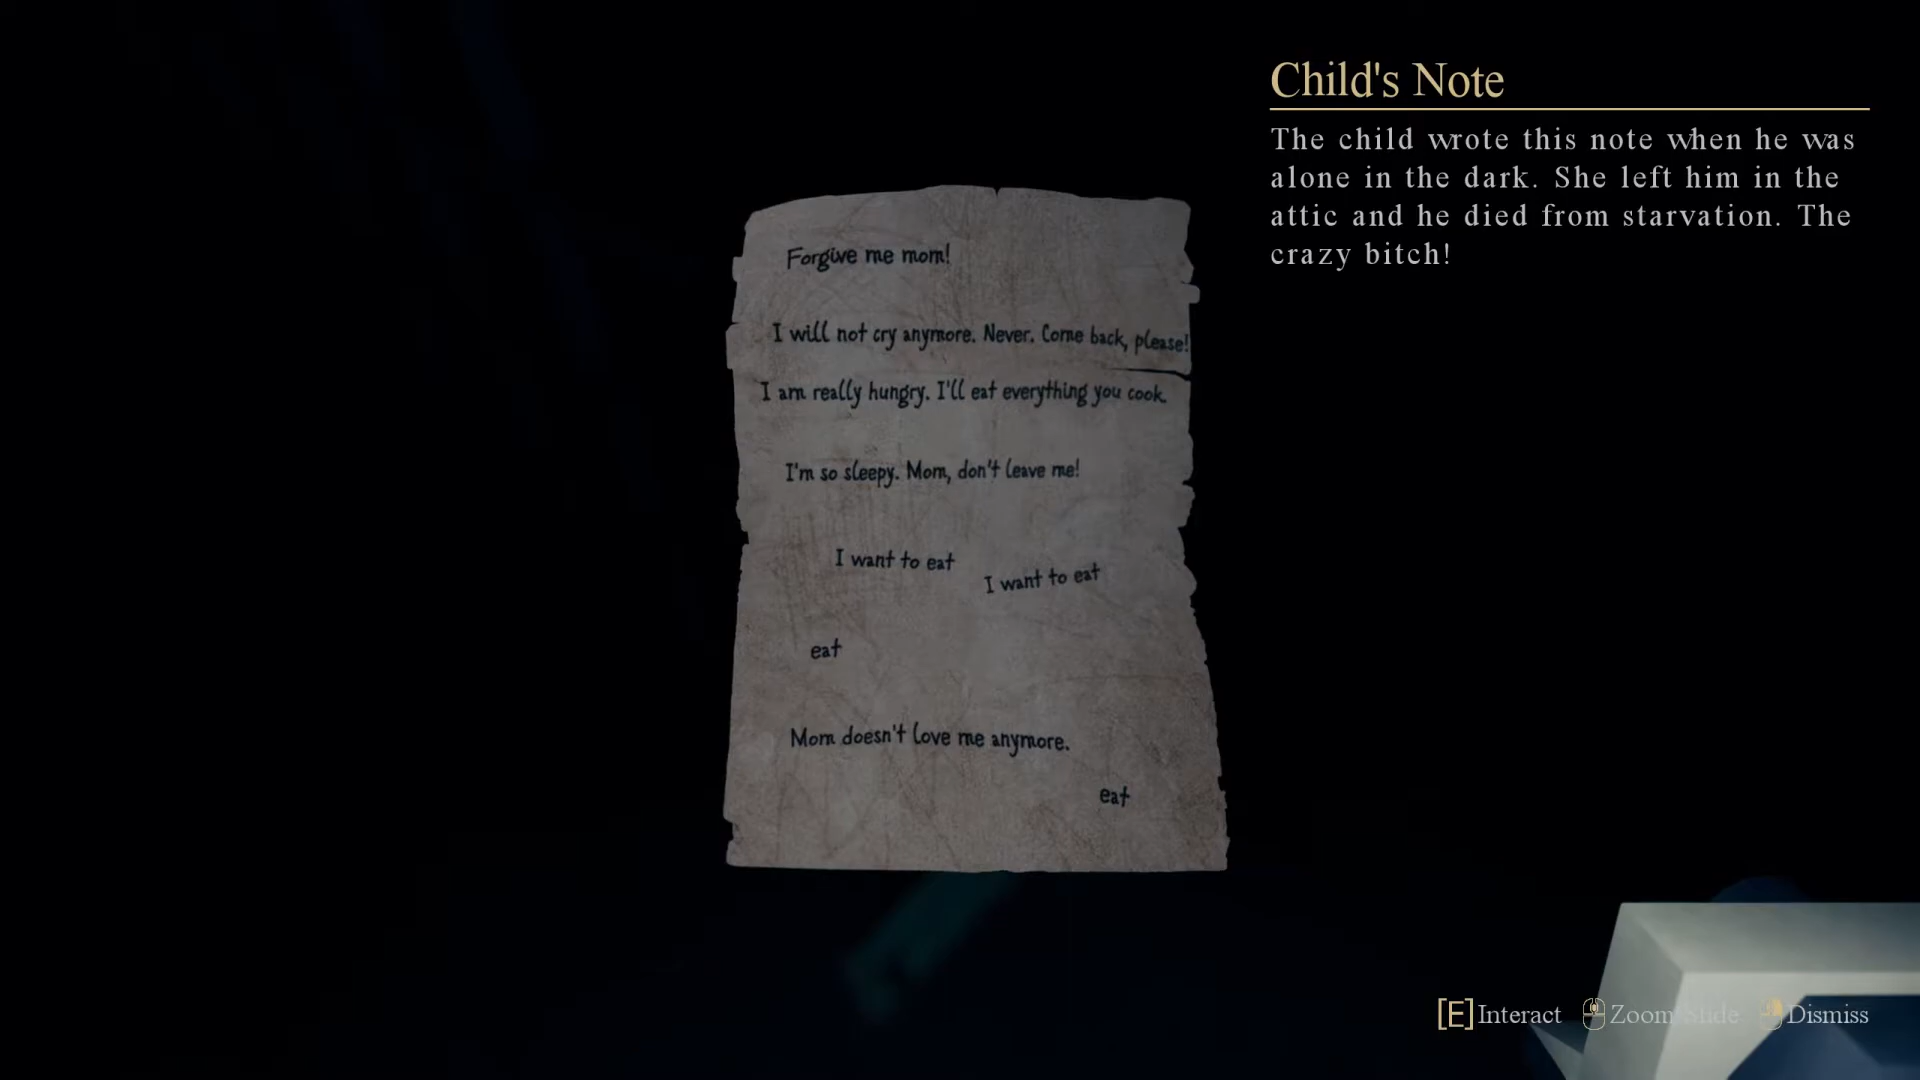 Child's Note
The child wrote this note when he was
alone in the dark. She left him in the
attic and he died from starvation. The
crazy bitch!
Forgive me mom!
I will not cry anymore. Never. Come back, please!
I am really hungry. I'll eat everything you cook.
I'm so sleepy. Mom, don't leave me!
I want to eat
I want to eat
eat
Mom doesn't love me anymore.
eat
[E] Interact Zoom Dismiss